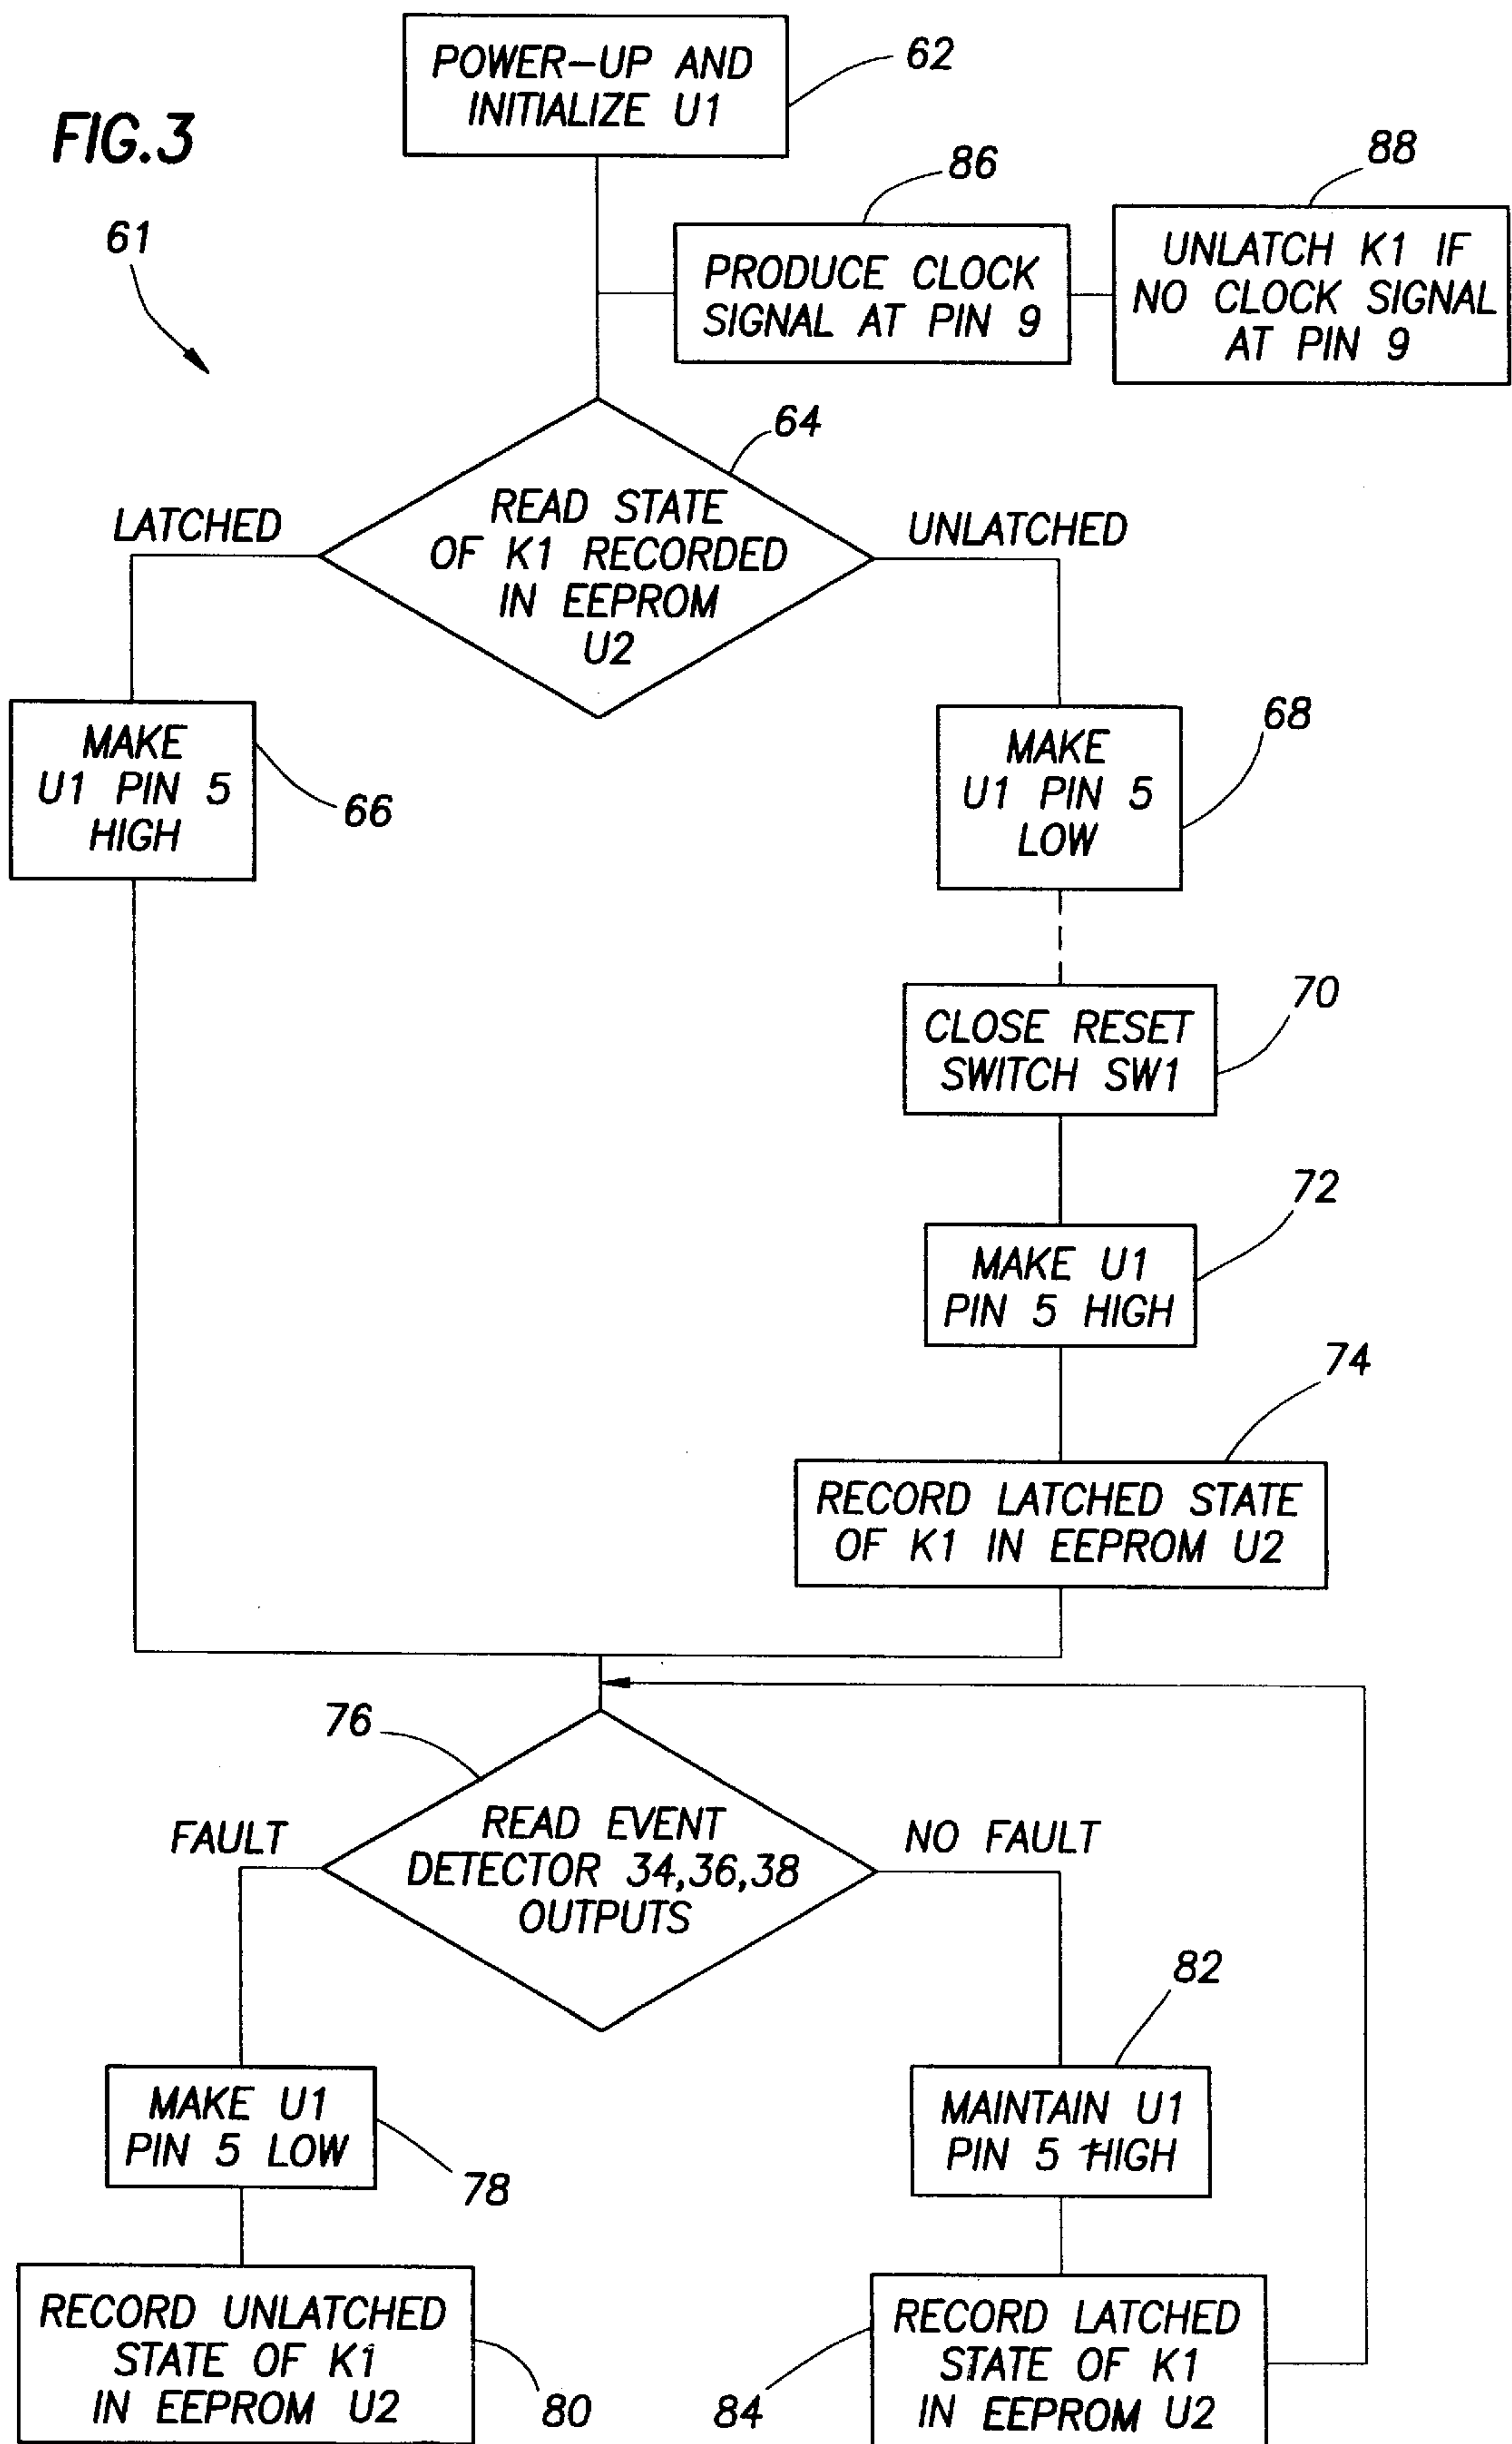 FIG.3
61
POWER-UP AND
INITIALIZE U1
62
86
88
PRODUCE CLOCK
SIGNAL AT PIN 9
UNLATCH K1 IF
NO CLOCK SIGNAL
AT PIN 9
64
READ STATE
OF K1 RECORDED
IN EEPROM
U2
LATCHED
UNLATCHED
MAKE
U1 PIN 5
HIGH
66
MAKE
U1 PIN 5
LOW
68
CLOSE RESET
SWITCH SW1
70
72
MAKE U1
PIN 5 HIGH
74
RECORD LATCHED STATE
OF K1 IN EEPROM U2
76
READ EVENT
DETECTOR 34,36,38
OUTPUTS
FAULT
NO FAULT
MAKE U1
PIN 5 LOW
78
82
MAINTAIN U1
PIN 5 HIGH
RECORD UNLATCHED
STATE OF K1
IN EEPROM U2
80
84
RECORD LATCHED
STATE OF K1
IN EEPROM U2